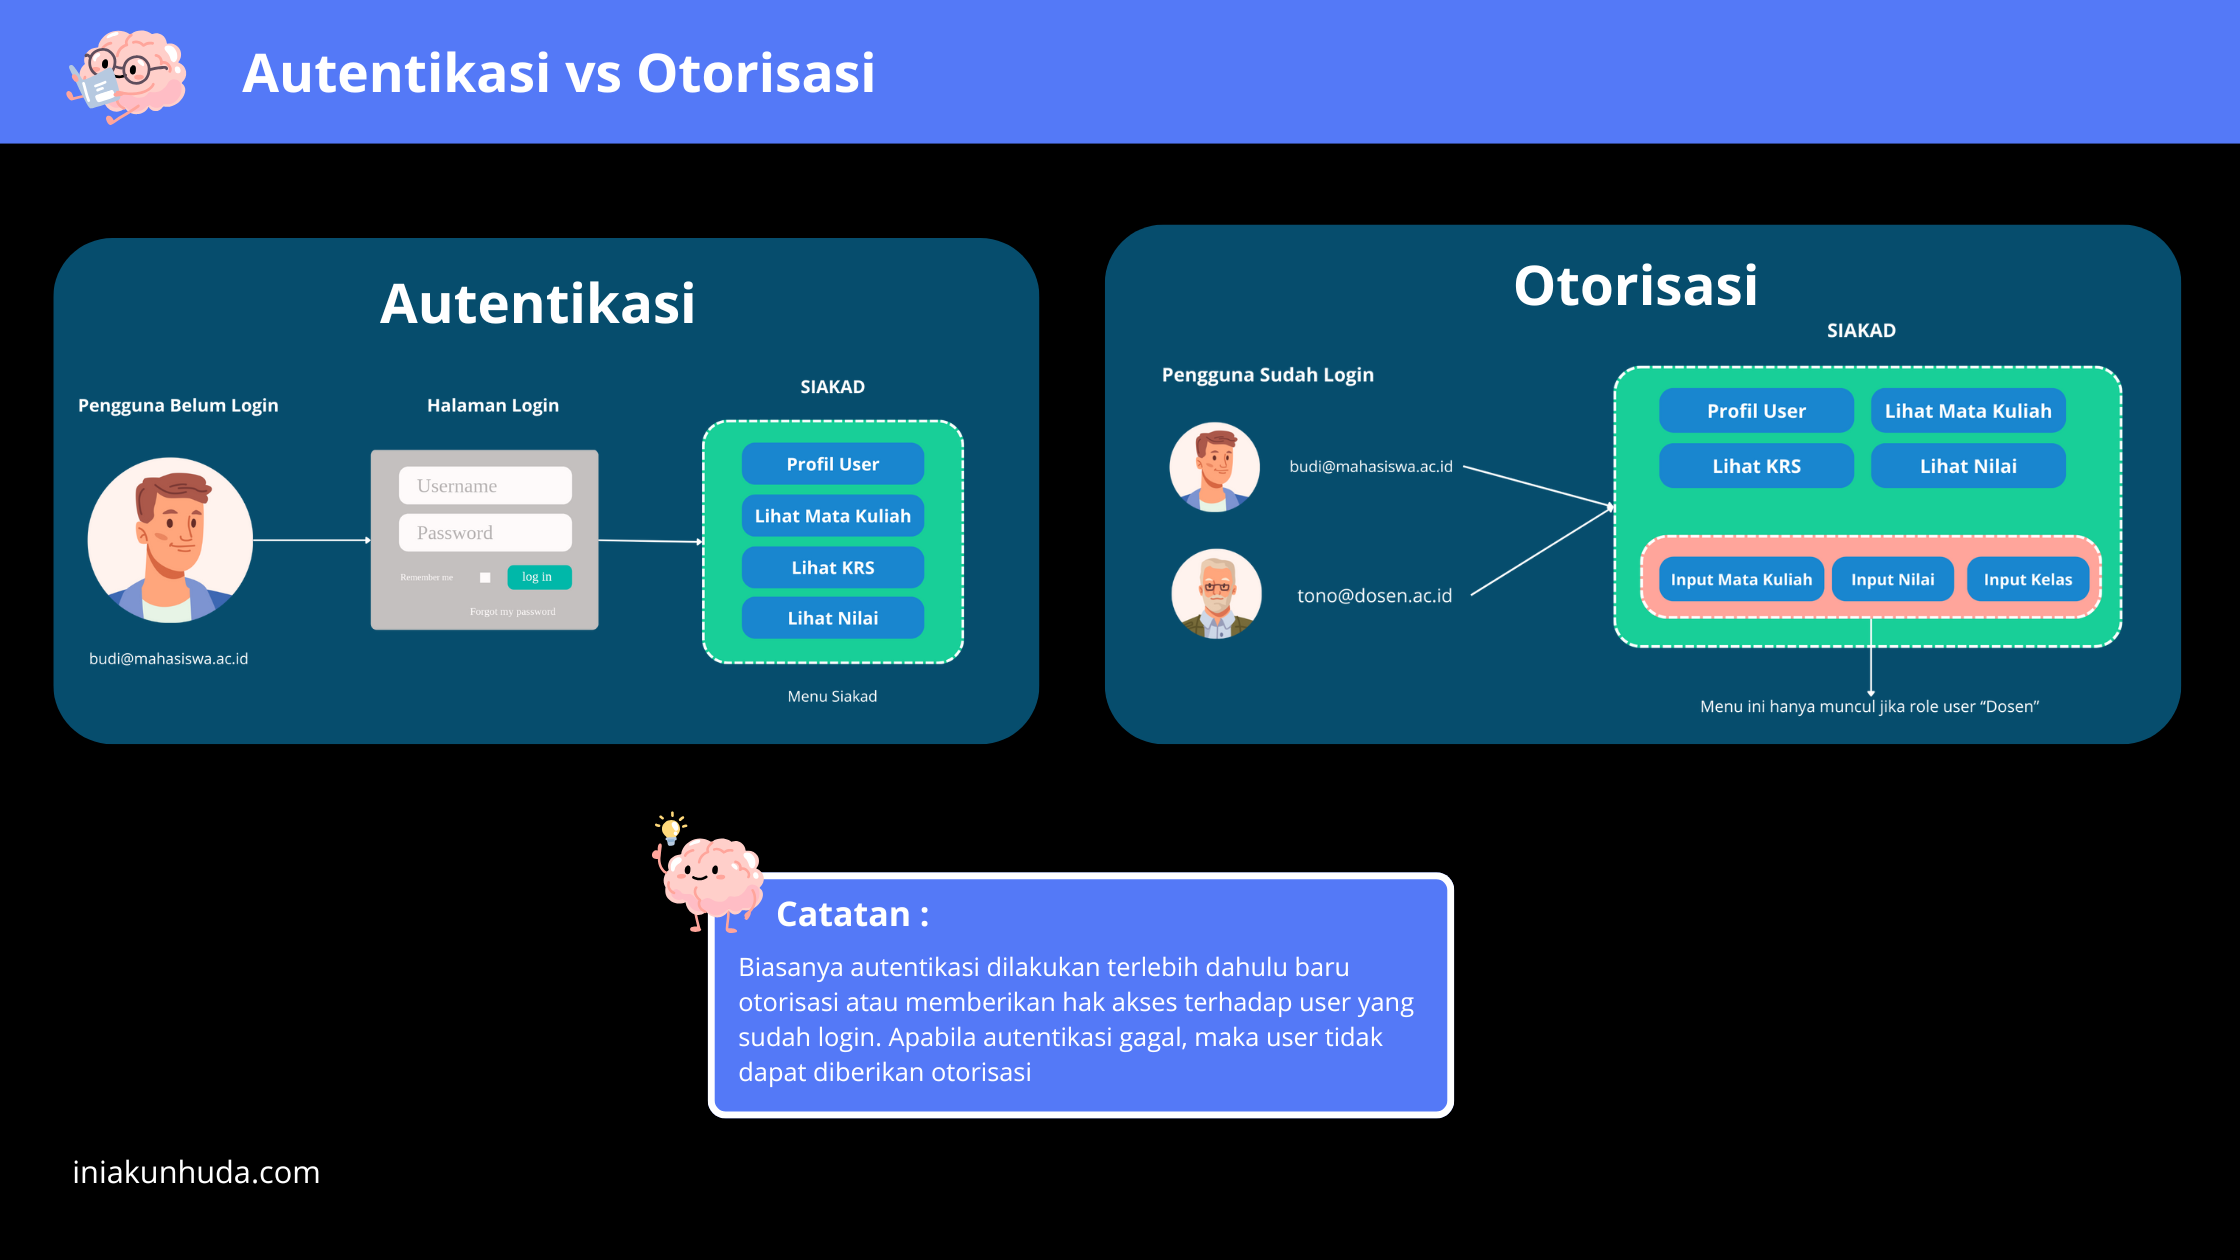 Autentikasi vs Otorisasi
Autentikasi
Pengguna Belum Login
Halaman Login
SIAKAD
Username
Password
Remember me
log in
Forgot my password
budi@mahasiswa.ac.id
Profil User
Lihat Mata Kuliah
Lihat KRS
Lihat Nilai
Menu Siakad
Otorisasi
SIAKAD
Pengguna Sudah Login
budi@mahasiswa.ac.id
tono@dosen.ac.id
Profil User
Lihat Mata Kuliah
Lihat KRS
Lihat Nilai
Input Mata Kuliah
Input Nilai
Input Kelas
Menu ini hanya muncul jika role user “Dosen”
Catatan :
Biasanya autentikasi dilakukan terlebih dahulu baru
otorisasi atau memberikan hak akses terhadap user yang
sudah login. Apabila autentikasi gagal, maka user tidak
dapat diberikan otorisasi
iniakunhuda.com